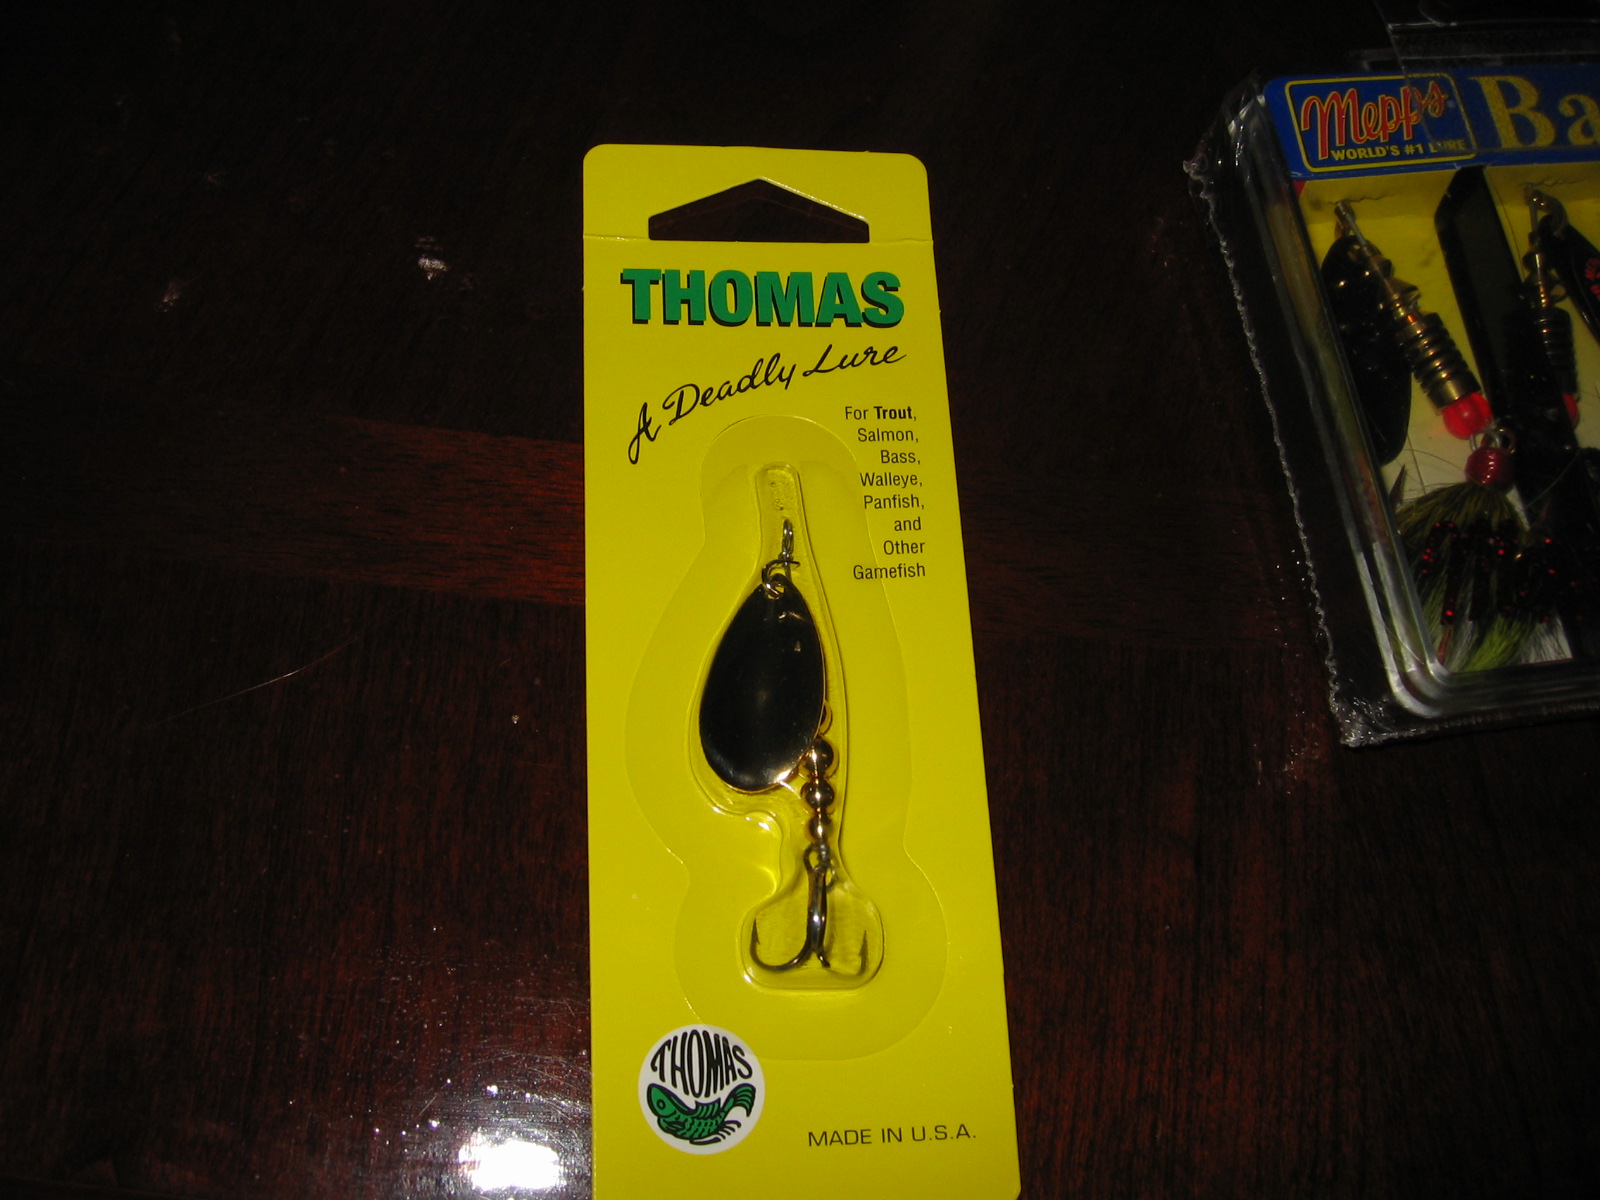 THOMAS
A Deadly Lure
For Trout,
Salmon,
Bass,
Walleye,
Panfish,
and
Other
Gamefish
THOMAS
MADE IN U.S.A.
Mepps
WORLD'S #1 LURE
Ba